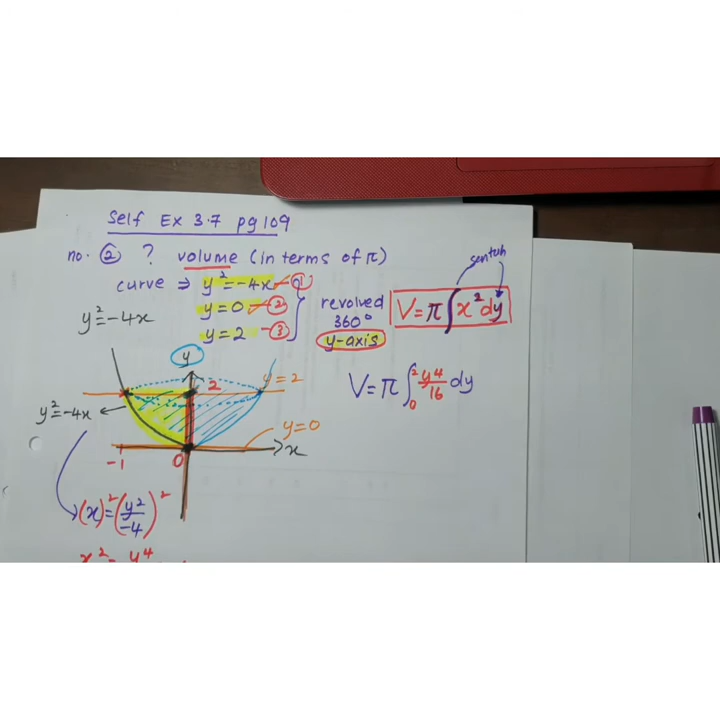 Self Ex 3.7 pg 109
no. ② ? volume (in terms of π)
curve ⇒ y² = -4x - ①
y = 0 - ②
y = 2 - ③
revolved
360°
y-axis
sentuh
V = π ∫ x² dy
y² = -4x
V = π ∫₀² y⁴/16 dy
y
2
y = 2
y² = -4x
y = 0
-1
0
x
(x)² = (y²/-4)²
x² = y⁴